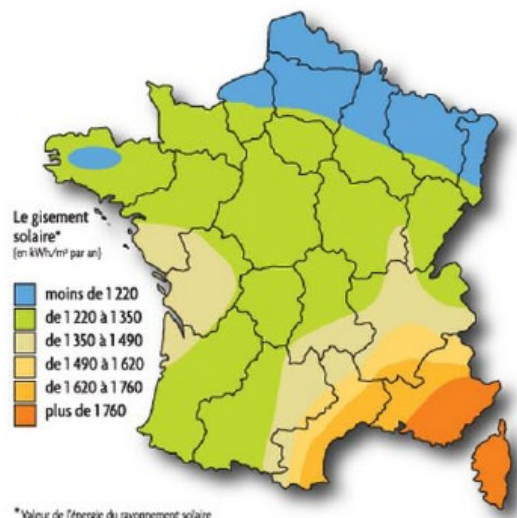 Le gisement
solaire*
(en kWh/m² par an)
moins de 1 220
de 1 220 à 1 350
de 1 350 à 1 490
de 1 490 à 1 620
de 1 620 à 1 760
plus de 1 760
* Valeur de l'énergie du rayonnement solaire